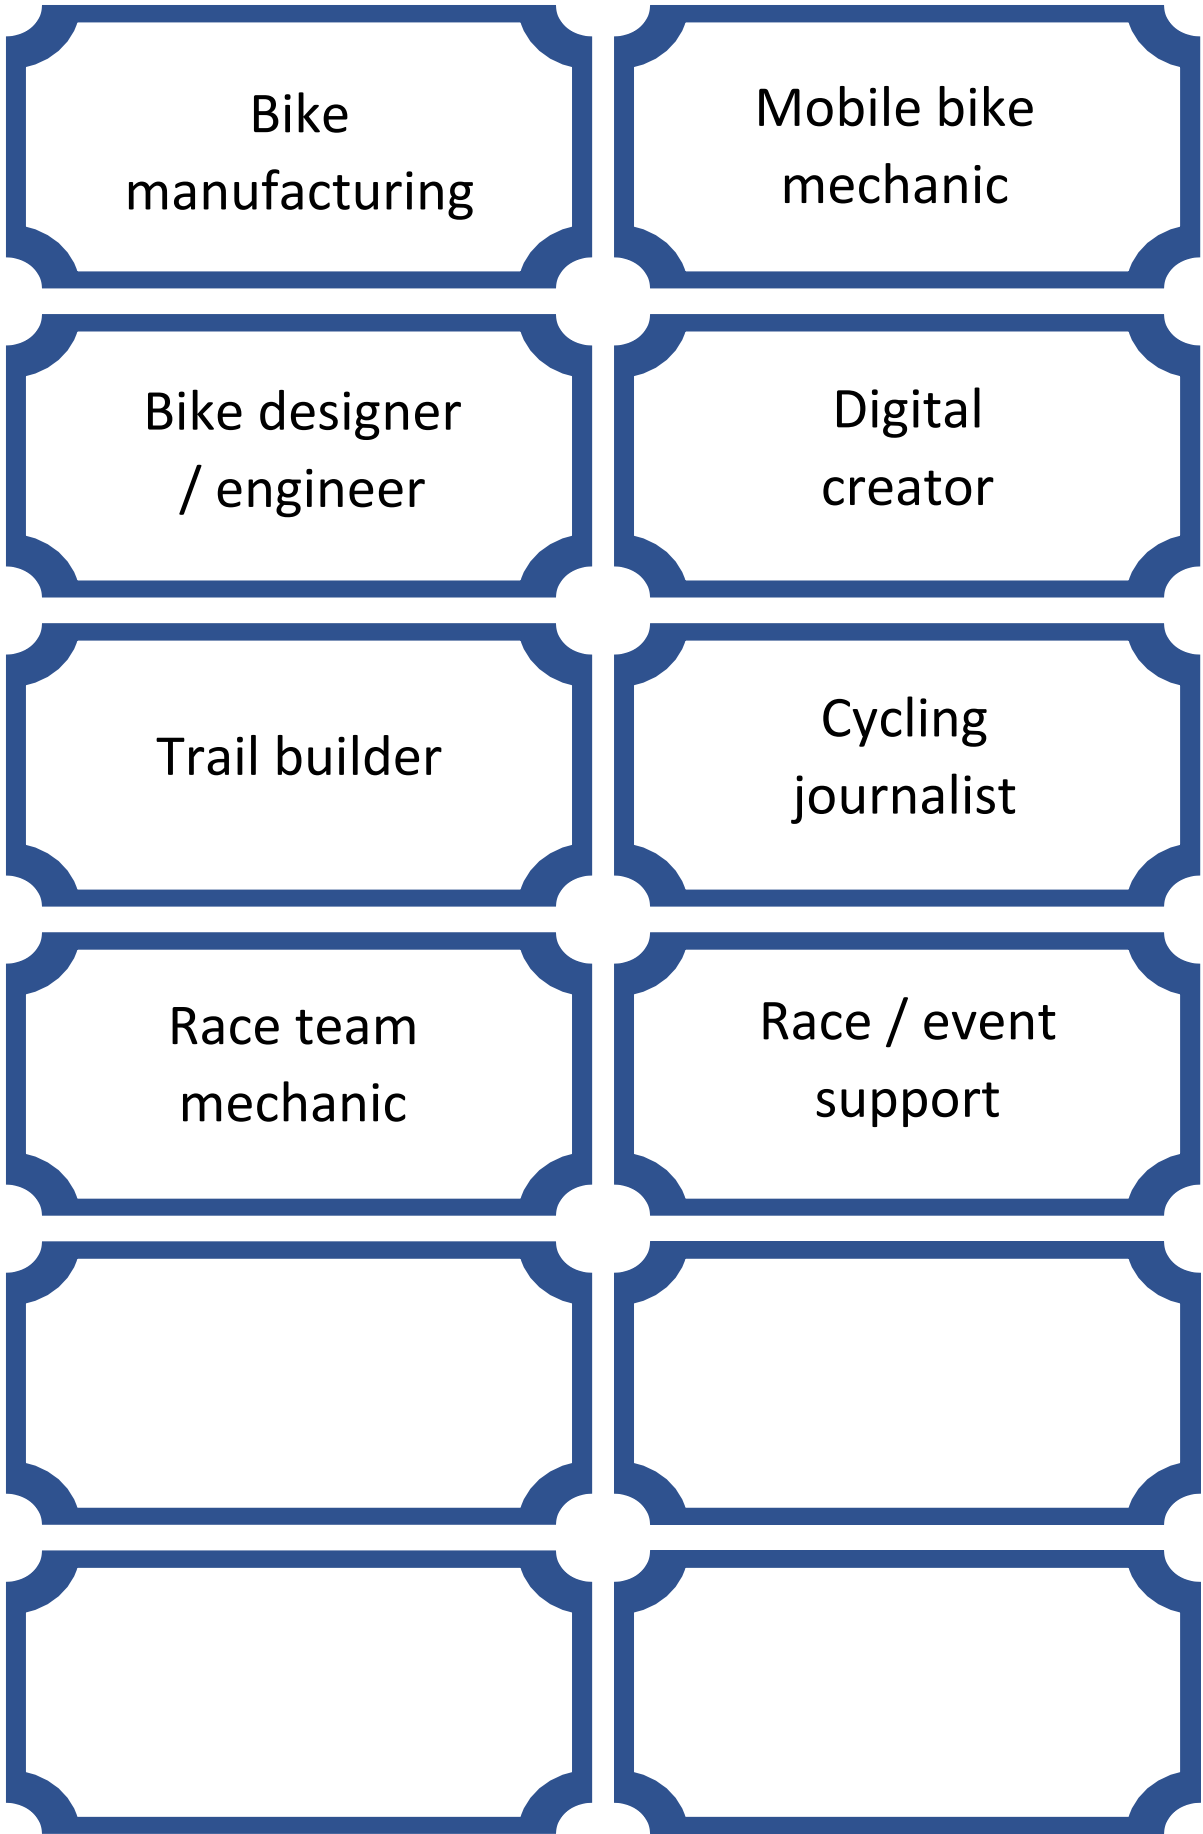 Bike
manufacturing
Mobile bike
mechanic
Bike designer
/ engineer
Digital
creator
Trail builder
Cycling
journalist
Race team
mechanic
Race / event
support